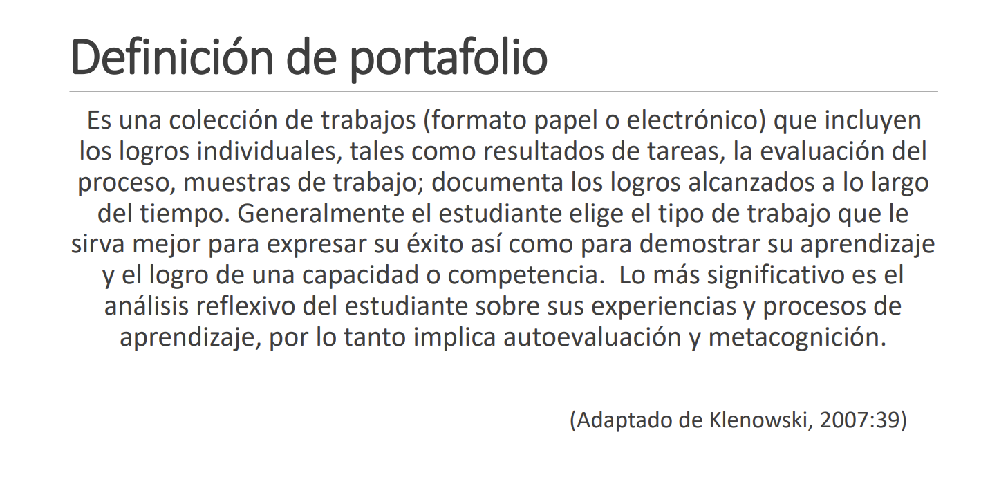 Definición de portafolio
Es una colección de trabajos (formato papel o electrónico) que incluyen
los logros individuales, tales como resultados de tareas, la evaluación del
proceso, muestras de trabajo; documenta los logros alcanzados a lo largo
del tiempo. Generalmente el estudiante elige el tipo de trabajo que le
sirva mejor para expresar su éxito así como para demostrar su aprendizaje
y el logro de una capacidad o competencia.  Lo más significativo es el
análisis reflexivo del estudiante sobre sus experiencias y procesos de
aprendizaje, por lo tanto implica autoevaluación y metacognición.
(Adaptado de Klenowski, 2007:39)